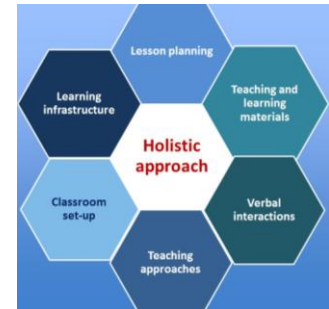 Lesson planning
Teaching and
learning
materials
Verbal
interactions
Teaching
approaches
Classroom
set-up
Learning
infrastructure
Holistic
approach